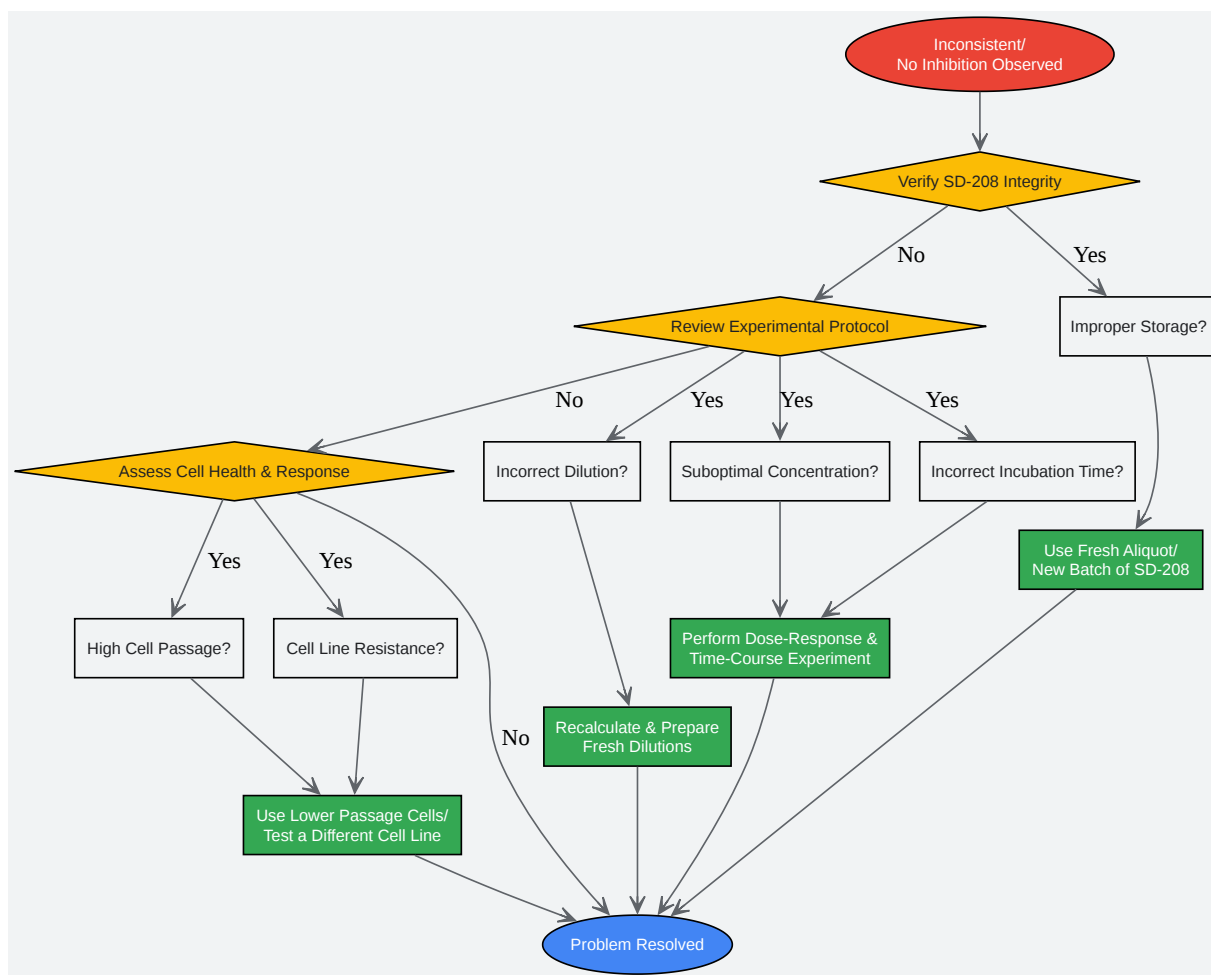 Inconsistent/
No Inhibition Observed
Verify SD-208 Integrity
No
Yes
Review Experimental Protocol
Improper Storage?
No
Yes
Yes
Yes
Assess Cell Health & Response
Incorrect Dilution?
Suboptimal Concentration?
Incorrect Incubation Time?
Yes
Yes
Use Fresh Aliquot/
New Batch of SD-208
High Cell Passage?
Cell Line Resistance?
Perform Dose-Response &
Time-Course Experiment
No
Recalculate & Prepare
Fresh Dilutions
Use Lower Passage Cells/
Test a Different Cell Line
Problem Resolved